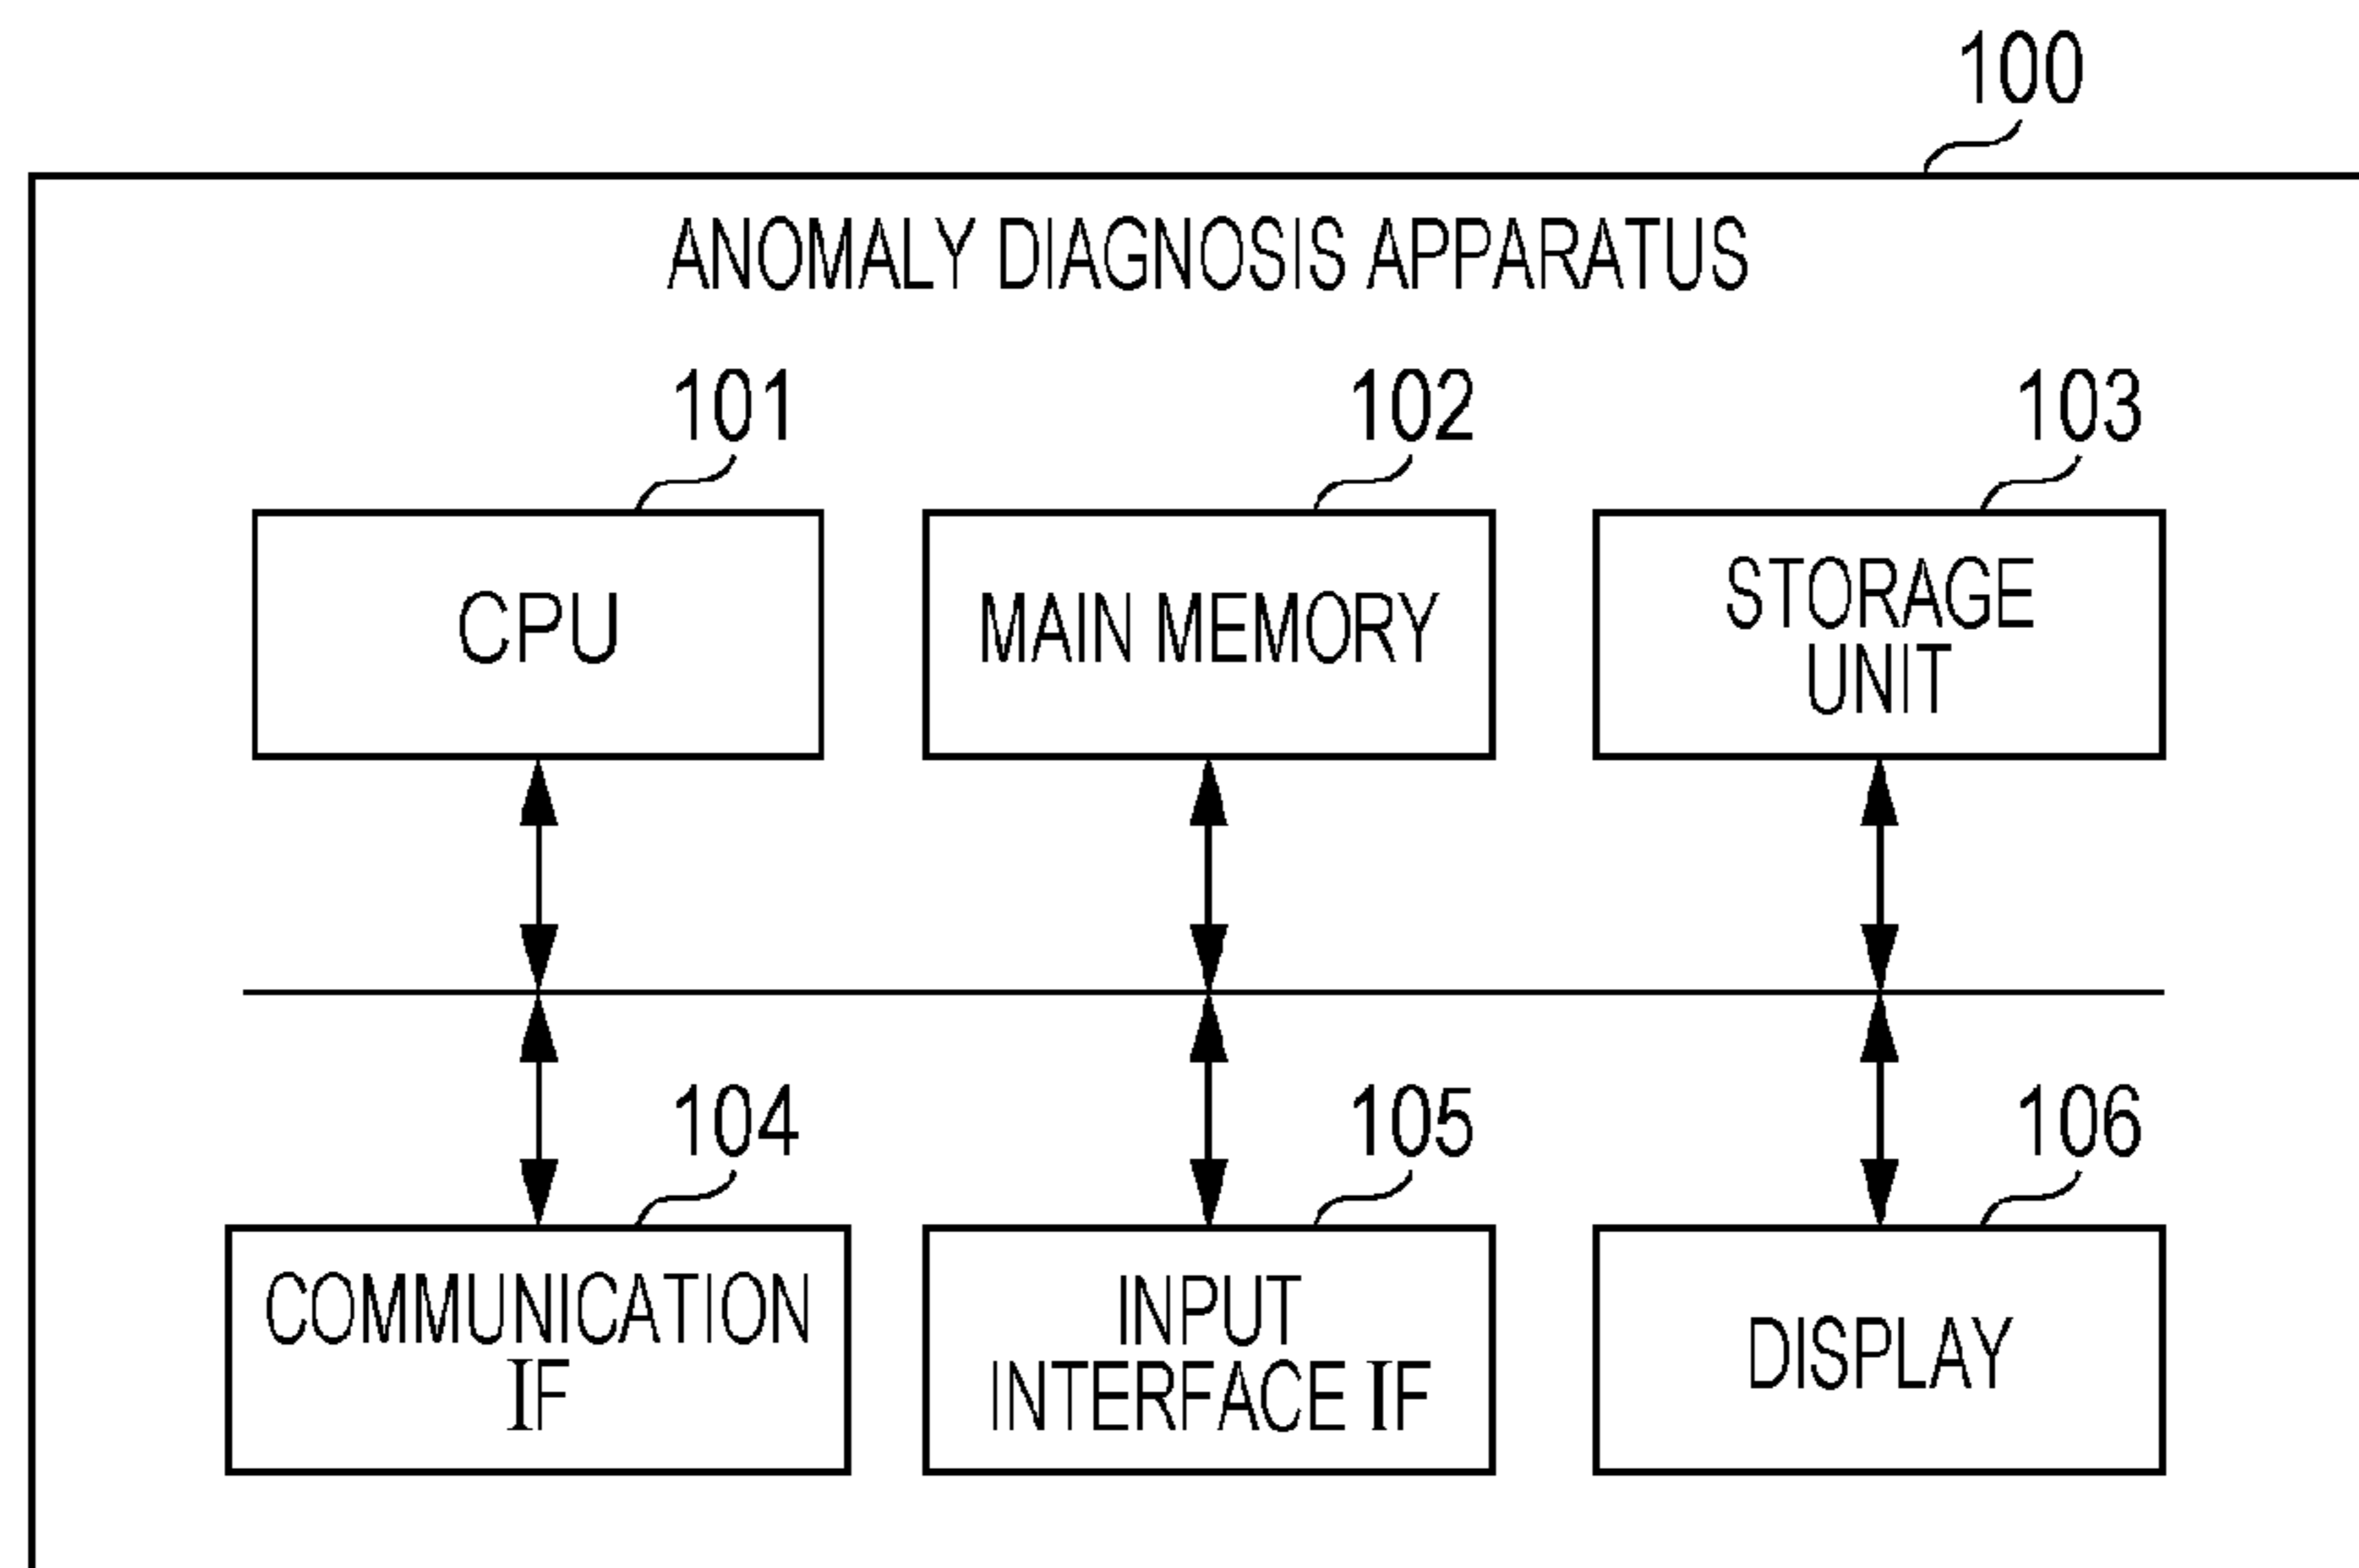 100
ANOMALY DIAGNOSIS APPARATUS
101
102
103
CPU
MAIN MEMORY
STORAGE
UNIT
104
105
106
COMMUNICATION
IF
INPUT
INTERFACE IF
DISPLAY